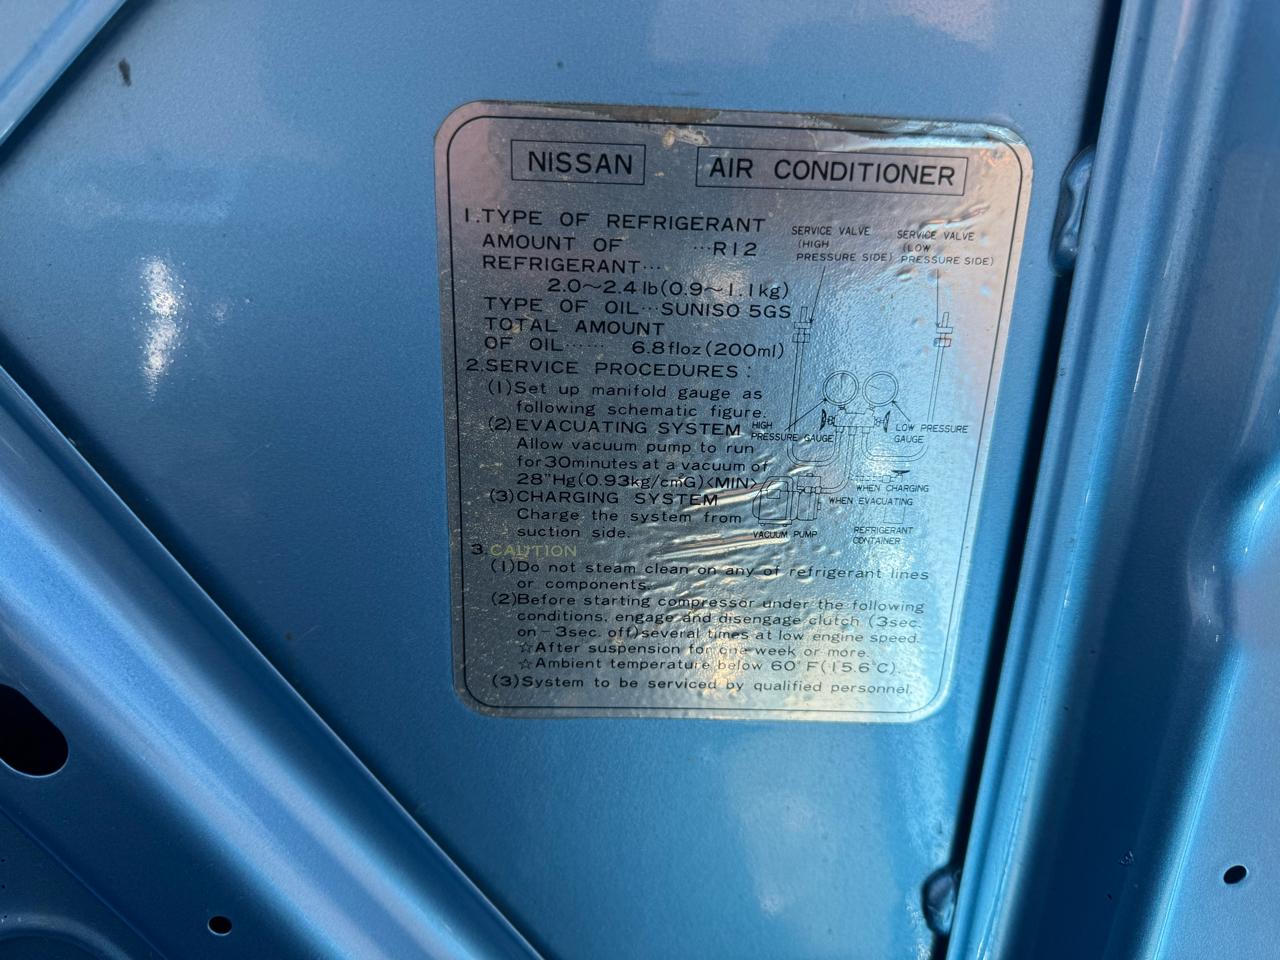 NISSAN AIR CONDITIONER
1. TYPE OF REFRIGERANT
AMOUNT OF ···R12
REFRIGERANT···
2.0~2.4 lb (0.9~1.1kg)
TYPE OF OIL···SUNISO 5GS
TOTAL AMOUNT
OF OIL······ 6.8floz (200ml)
2. SERVICE PROCEDURES :
(1) Set up manifold gauge as
following schematic figure.
(2) EVACUATING SYSTEM
Allow vacuum pump to run
for 30minutes at a vacuum of
28"Hg (0.93kg/cm²G) <MIN>
(3) CHARGING SYSTEM
Charge the system from
suction side.
SERVICE VALVE
(HIGH
PRESSURE SIDE)
SERVICE VALVE
(LOW
PRESSURE SIDE)
HIGH
PRESSURE GAUGE
LOW PRESSURE
GAUGE
WHEN CHARGING
WHEN EVACUATING
VACUUM PUMP
REFRIGERANT
CONTAINER
3. CAUTION
(1) Do not steam clean on any of refrigerant lines
or components.
(2) Before starting compressor under the following
conditions, engage and disengage clutch (3sec.
on - 3sec. off) several times at low engine speed.
☆After suspension for one week or more.
☆Ambient temperature below 60°F (15.6°C).
(3) System to be serviced by qualified personnel.